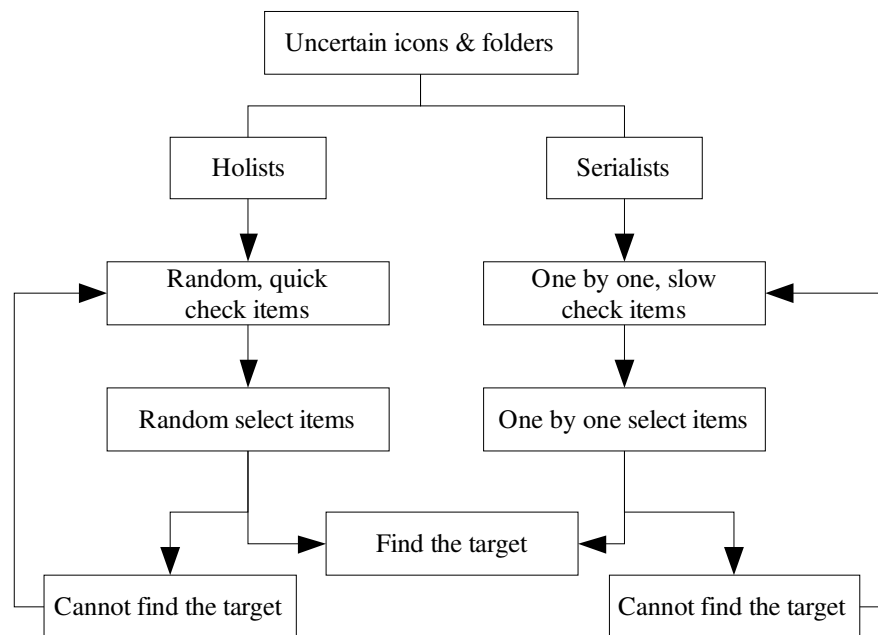 Uncertain icons & folders
Holists
Serialists
Random, quick
check items
One by one, slow
check items
Random select items
One by one select items
Find the target
Cannot find the target
Cannot find the target